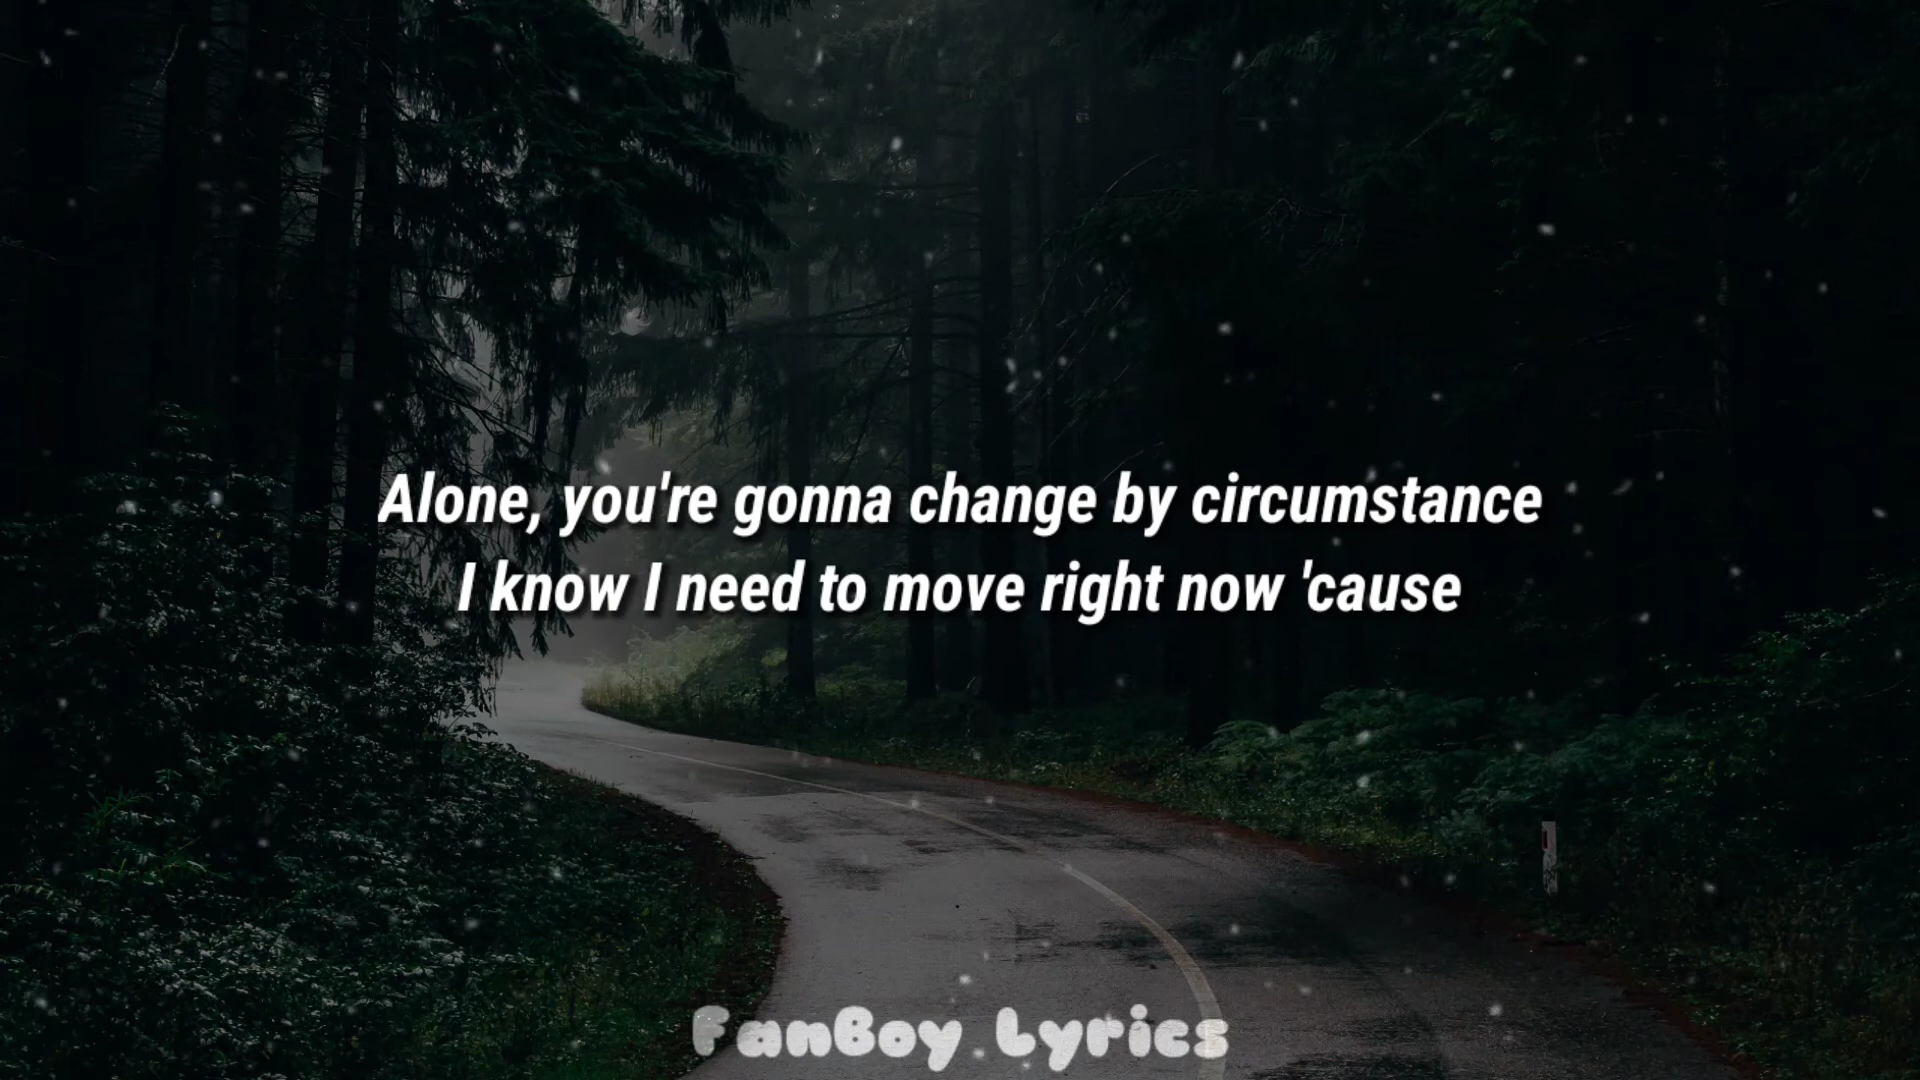 Alone, you're gonna change by circumstance
I know I need to move right now 'cause
FanBoy Lyrics